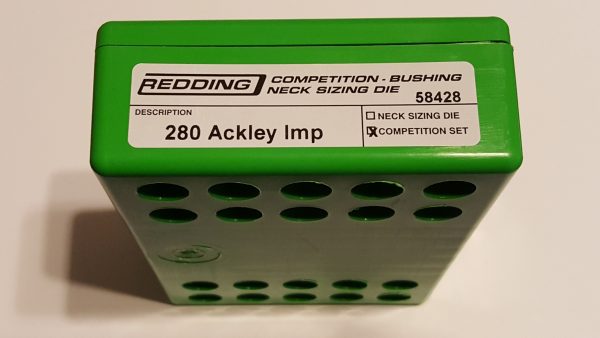 REDDING
COMPETITION - BUSHING
NECK SIZING DIE
58428
DESCRIPTION
280 Ackley Imp
NECK SIZING DIE
COMPETITION SET